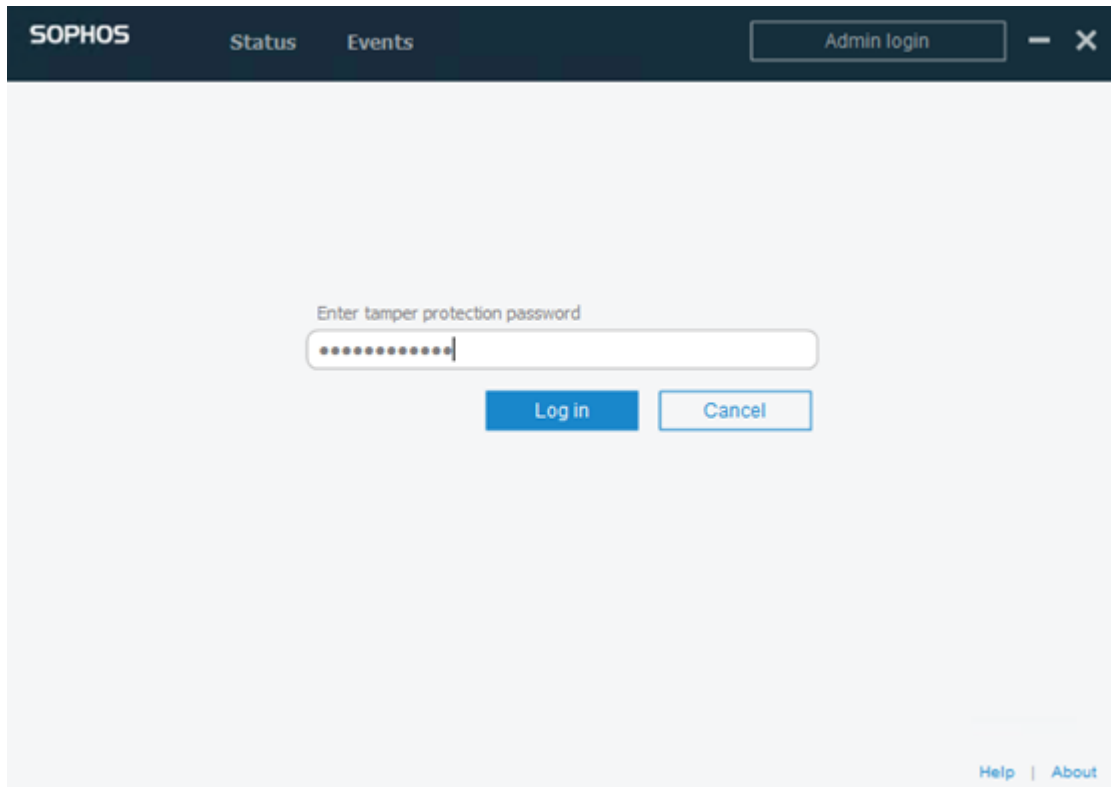 SOPHOS Status Events Admin login
Enter tamper protection password
••••••••••••
Log in Cancel
Help | About